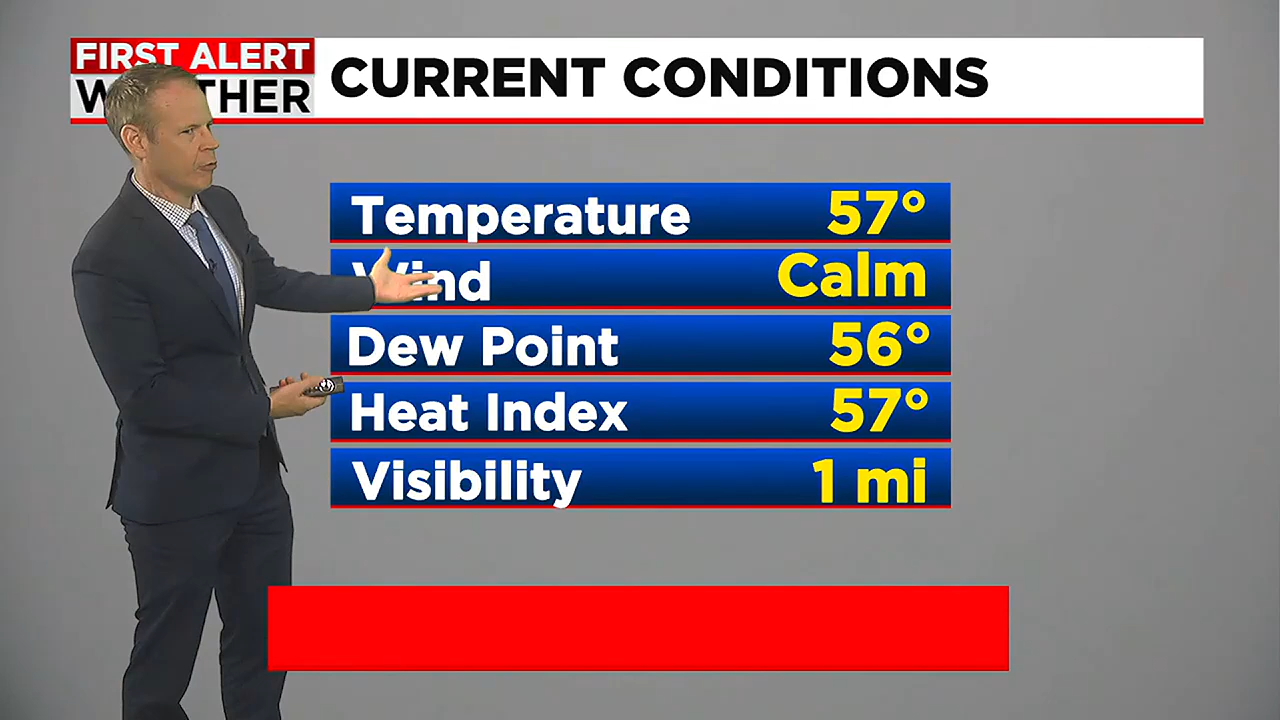 FIRST ALERT
CURRENT CONDITIONS
Temperature 57°
Wind Calm
Dew Point 56°
Heat Index 57°
Visibility 1 mi